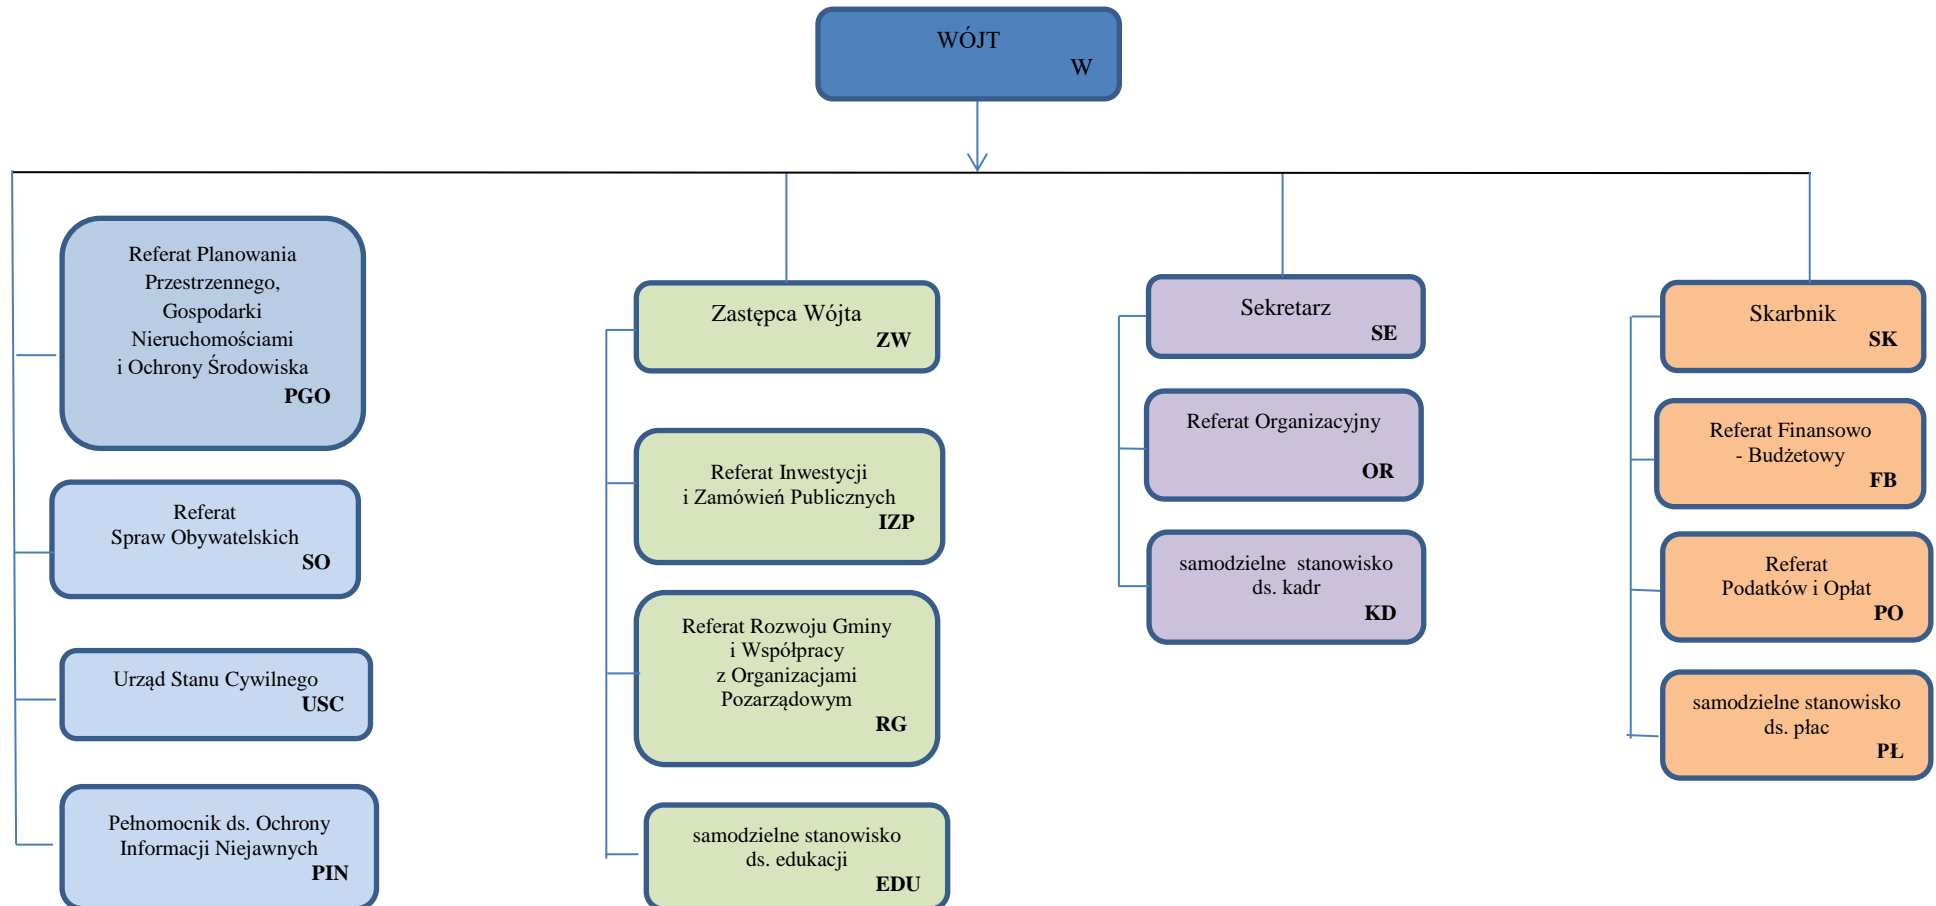 WÓJT
W
Referat Planowania
Przestrzennego,
Gospodarki
Nieruchomościami
i Ochrony Środowiska
PGO
Referat
Spraw Obywatelskich
SO
Urząd Stanu Cywilnego
USC
Pełnomocnik ds. Ochrony
Informacji Niejawnych
PIN
Zastępca Wójta
ZW
Referat Inwestycji
i Zamówień Publicznych
IZP
Referat Rozwoju Gminy
i Współpracy
z Organizacjami
Pozarządowym
RG
samodzielne stanowisko
ds. edukacji
EDU
Sekretarz
SE
Referat Organizacyjny
OR
samodzielne stanowisko
ds. kadr
KD
Skarbnik
SK
Referat Finansowo
- Budżetowy
FB
Referat
Podatków i Opłat
PO
samodzielne stanowisko
ds. płac
PŁ